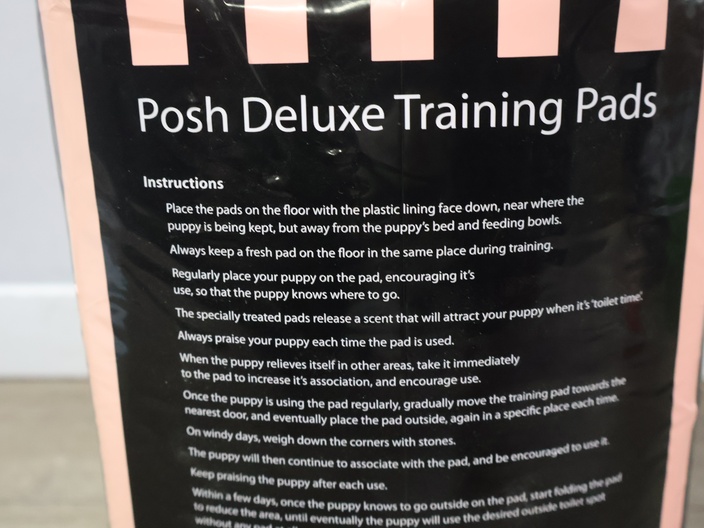 Posh Deluxe Training Pads
Instructions
Place the pads on the floor with the plastic lining face down, near where the
puppy is being kept, but away from the puppy's bed and feeding bowls.
Always keep a fresh pad on the floor in the same place during training.
Regularly place your puppy on the pad, encouraging it's
use, so that the puppy knows where to go.
The specially treated pads release a scent that will attract your puppy when it's 'toilet time'.
Always praise your puppy each time the pad is used.
When the puppy relieves itself in other areas, take it immediately
to the pad to increase it's association, and encourage use.
Once the puppy is using the pad regularly, gradually move the training pad towards the
nearest door, and eventually place the pad outside, again in a specific place each time.
On windy days, weigh down the corners with stones.
The puppy will then continue to associate with the pad, and be encouraged to use it.
Keep praising the puppy after each use.
Within a few days, once the puppy knows to go outside on the pad, start folding the pad
to reduce the area, until eventually the puppy will use the desired outside toilet spot
without any pad